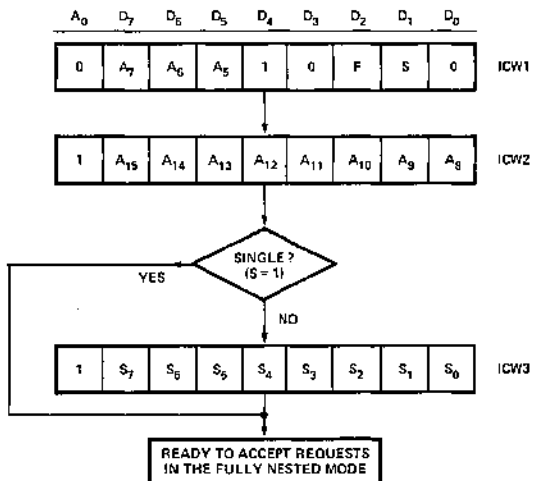 A₀ D₇ D₆ D₅ D₄ D₃ D₂ D₁ D₀
0 A₇ A₆ A₅ 1 0 F S 0 ICW1
1 A₁₅ A₁₄ A₁₃ A₁₂ A₁₁ A₁₀ A₉ A₈ ICW2
SINGLE?
(S = 1)
YES
NO
1 S₇ S₆ S₅ S₄ S₃ S₂ S₁ S₀ ICW3
READY TO ACCEPT REQUESTS
IN THE FULLY NESTED MODE